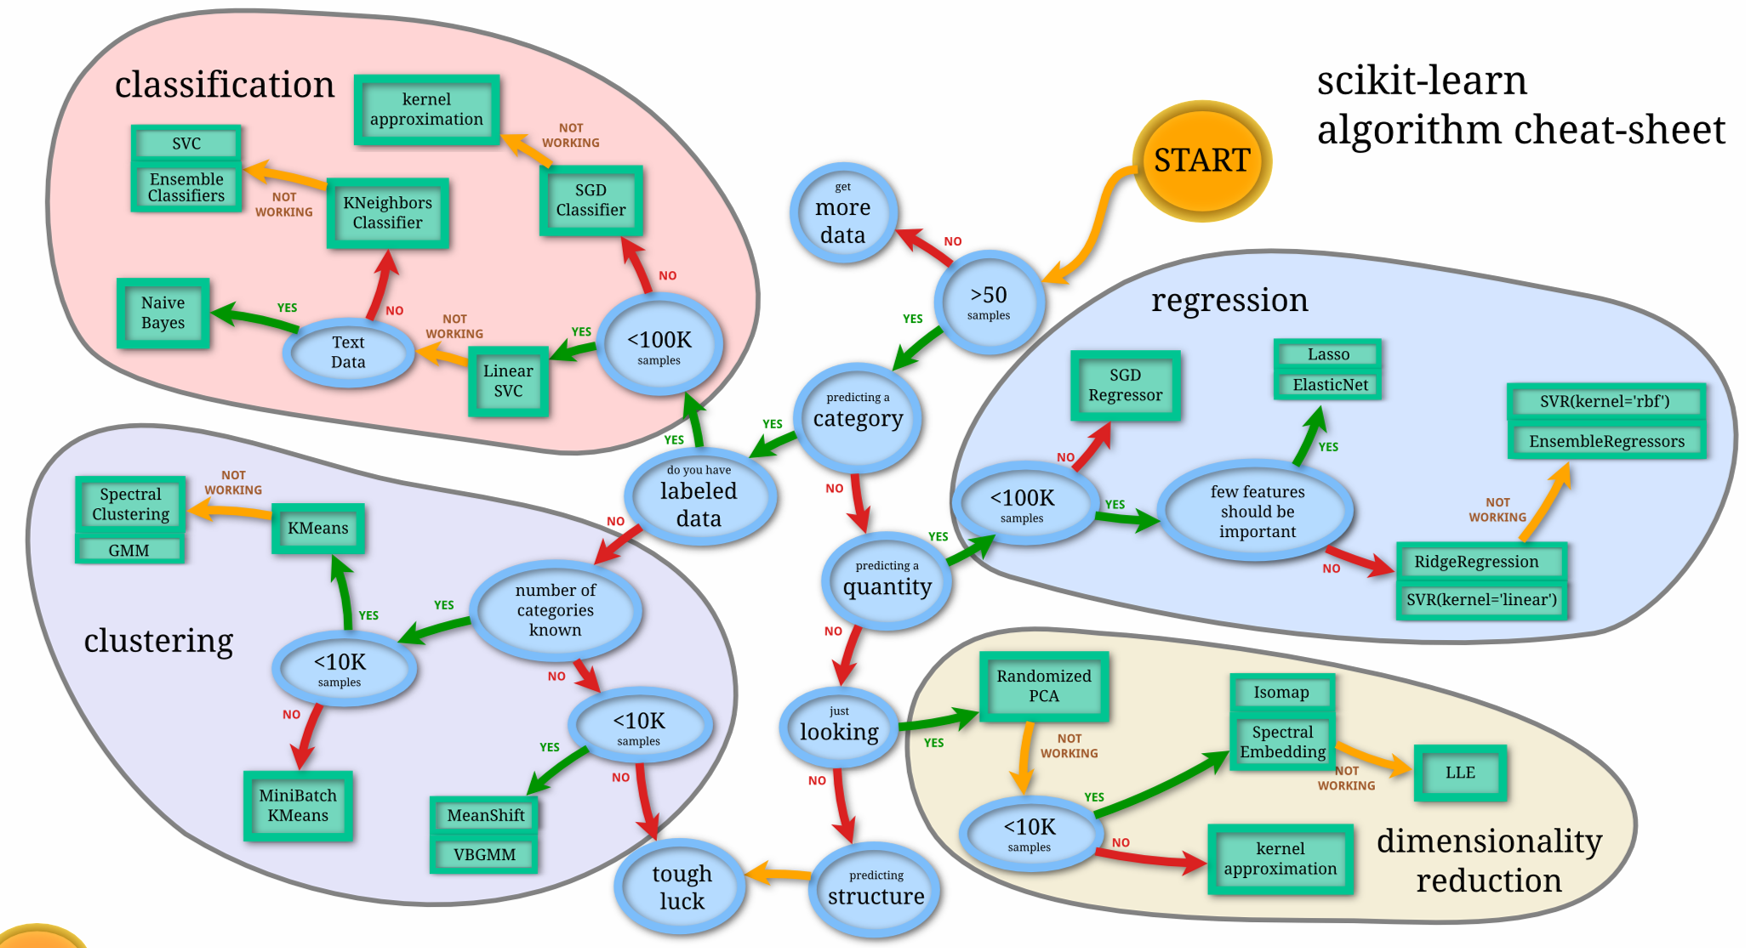 scikit-learn
algorithm cheat-sheet
START
classification
kernel
approximation
NOT
WORKING
SVC
Ensemble
Classifiers
NOT
WORKING
KNeighbors
Classifier
SGD
Classifier
NO
Naive
Bayes
YES
NO
Text
Data
NOT
WORKING
Linear
SVC
YES
<100K
samples
get
more
data
NO
>50
samples
YES
predicting a
category
YES
YES
do you have
labeled
data
NO
NO
predicting a
quantity
YES
NO
just
looking
YES
NO
predicting
structure
tough
luck
regression
SGD
Regressor
NO
<100K
samples
YES
Lasso
ElasticNet
YES
few features
should be
important
NO
SVR(kernel='rbf')
EnsembleRegressors
NOT
WORKING
RidgeRegression
SVR(kernel='linear')
clustering
Spectral
Clustering
GMM
NOT
WORKING
KMeans
YES
<10K
samples
YES
number of
categories
known
NO
NO
MiniBatch
KMeans
<10K
samples
YES
NO
MeanShift
VBGMM
Randomized
PCA
NOT
WORKING
<10K
samples
YES
NO
Isomap
Spectral
Embedding
NOT
WORKING
LLE
kernel
approximation
dimensionality
reduction